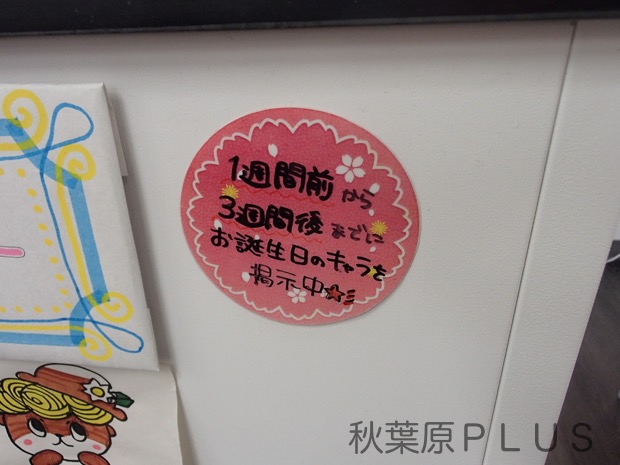 1週間前から
3週間後までに
お誕生日のキャラを
掲示中☆彡
秋葉原PLUS